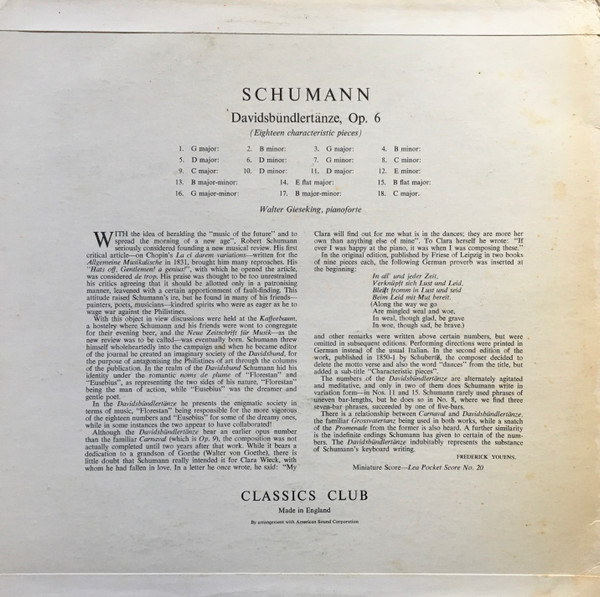 SCHUMANN
Davidsbündlertänze, Op. 6
(Eighteen characteristic pieces)
1. G major: 2. B minor: 3. G major: 4. B minor:
5. D major: 6. D minor: 7. G minor: 8. C minor:
9. C major: 10. D minor: 11. D major: 12. E minor:
13. B major-minor: 14. E flat major: 15. B flat major:
16. G major-minor: 17. B major-minor: 18. C major.
Walter Gieseking, pianoforte
WITH the idea of heralding the “music of the future” and to
spread the morning of a new age”, Robert Schumann
seriously considered founding a new musical review. His first
critical article—on Chopin's La ci darem variations—written for the
Allgemeine Musikalische in 1831, brought him many reproaches. His
“Hats off, Gentlemen! a genius!”, with which he opened the article,
was considered de trop. His praise was thought to be too unrestrained
his critics agreeing that it should be allotted only in a patronising
manner, leavened with a certain apportionment of fault-finding. This
attitude raised Schumann's ire, but he found in many of his friends—
painters, poets, musicians—kindred spirits who were as eager as he to
wage war against the Philistines.
With this object in view discussions were held at the Kaffeebaum,
a hostelry where Schumann and his friends were wont to congregate
for their evening beer, and the Neue Zeitschrift für Musik—as the
new review was to be called—was eventually born. Schumann threw
himself wholeheartedly into the campaign and when he became editor
of the journal he created an imaginary society of the Davidsbund, for
the purpose of antagonising the Philistines of art through the columns
of the publication. In the realm of the Davidsbund Schumann hid his
identity under the romantic noms de plume of “Florestan” and
“Eusebius”, as representing the two sides of his nature, “Florestan”
being the man of action, while “Eusebius” was the dreamer and
gentle poet.
In the Davidsbündlertänze he presents the enigmatic society in
terms of music, “Florestan” being responsible for the more vigorous
of the eighteen numbers and “Eusebius” for some of the dreamy ones,
while in some instances the two appear to have collaborated!
Although the Davidsbündlertänze bear an earlier opus number
than the familiar Carnaval (which is Op. 9), the composition was not
actually completed until two years after that work. While it bears a
dedication to a grandson of Goethe (Walter von Goethe), there is
little doubt that Schumann really intended it for Clara Wieck, with
whom he had fallen in love. In a letter he once wrote, he said: “My
Clara will find out for mese what is in the dances; they are more her
own than anything else of mine”. To Clara herself he wrote: “If
ever I was happy at the piano, it was when I was composing these.”
In the original edition, published by Friese of Leipzig in two books
of nine pieces each, the following German proverb was inserted at
the beginning:
In all' und jeder Zeit,
Verknüpft sich Lust und Leid.
Bleibt fromm in Lust und seid
Beim Leid mit Mut bereit.
(Along the way we go
Are mingled weal and woe,
In weal, though glad, be grave
In woe, though sad, be brave.)
and other remarks were written above certain numbers, but were
omitted in subsequent editions. Performing directions were printed in
German instead of the usual Italian. In the second edition of the
work, published in 1850-1 by Schuberth, the composer decided to
delete the motto verse and also the word “dances” from the title, but
added a sub-title “Characteristic pieces”.
The numbers of the Davidsbündlertänze are alternately agitated
and meditative, and only in two of them does Schumann write in
variation form—in Nos. 11 and 15. Schumann rarely used phrases of
uneven bar-lengths, but he does so in No. 8, where we find three
seven-bar phrases, succeeded by one of five-bars.
There is a relationship between Carnaval and Davidsbündlertänze.
the familiar Grossvatertanz being used in both works, while a snatch
of the Promenade from the former is also heard. A further similarity
is the indefinite endings Schumann has given to certain of the num-
bers. The Davidsbündlertänze indubitably represents the substance
of Schumann's keyboard writing.
FREDERICK YOUENS.
Miniature Score—Lea Pocket Score No. 20
CLASSICS CLUB
Made in England
By arrangement with American Sound Corporation